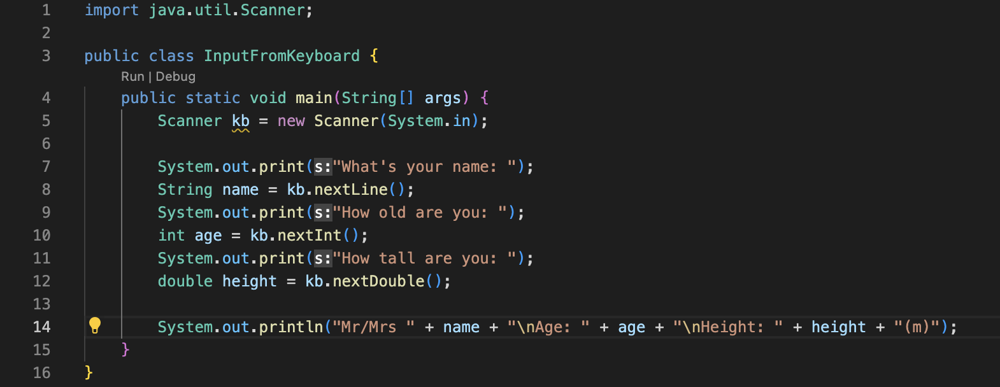 1 import java.util.Scanner;
2
3 public class InputFromKeyboard {
Run | Debug
4 public static void main(String[] args) {
5 Scanner kb = new Scanner(System.in);
6
7 System.out.print(s:"What's your name: ");
8 String name = kb.nextLine();
9 System.out.print(s:"How old are you: ");
10 int age = kb.nextInt();
11 System.out.print(s:"How tall are you: ");
12 double height = kb.nextDouble();
13
14 System.out.println("Mr/Mrs " + name + "\nAge: " + age + "\nHeight: " + height + "(m)");
15 }
16 }